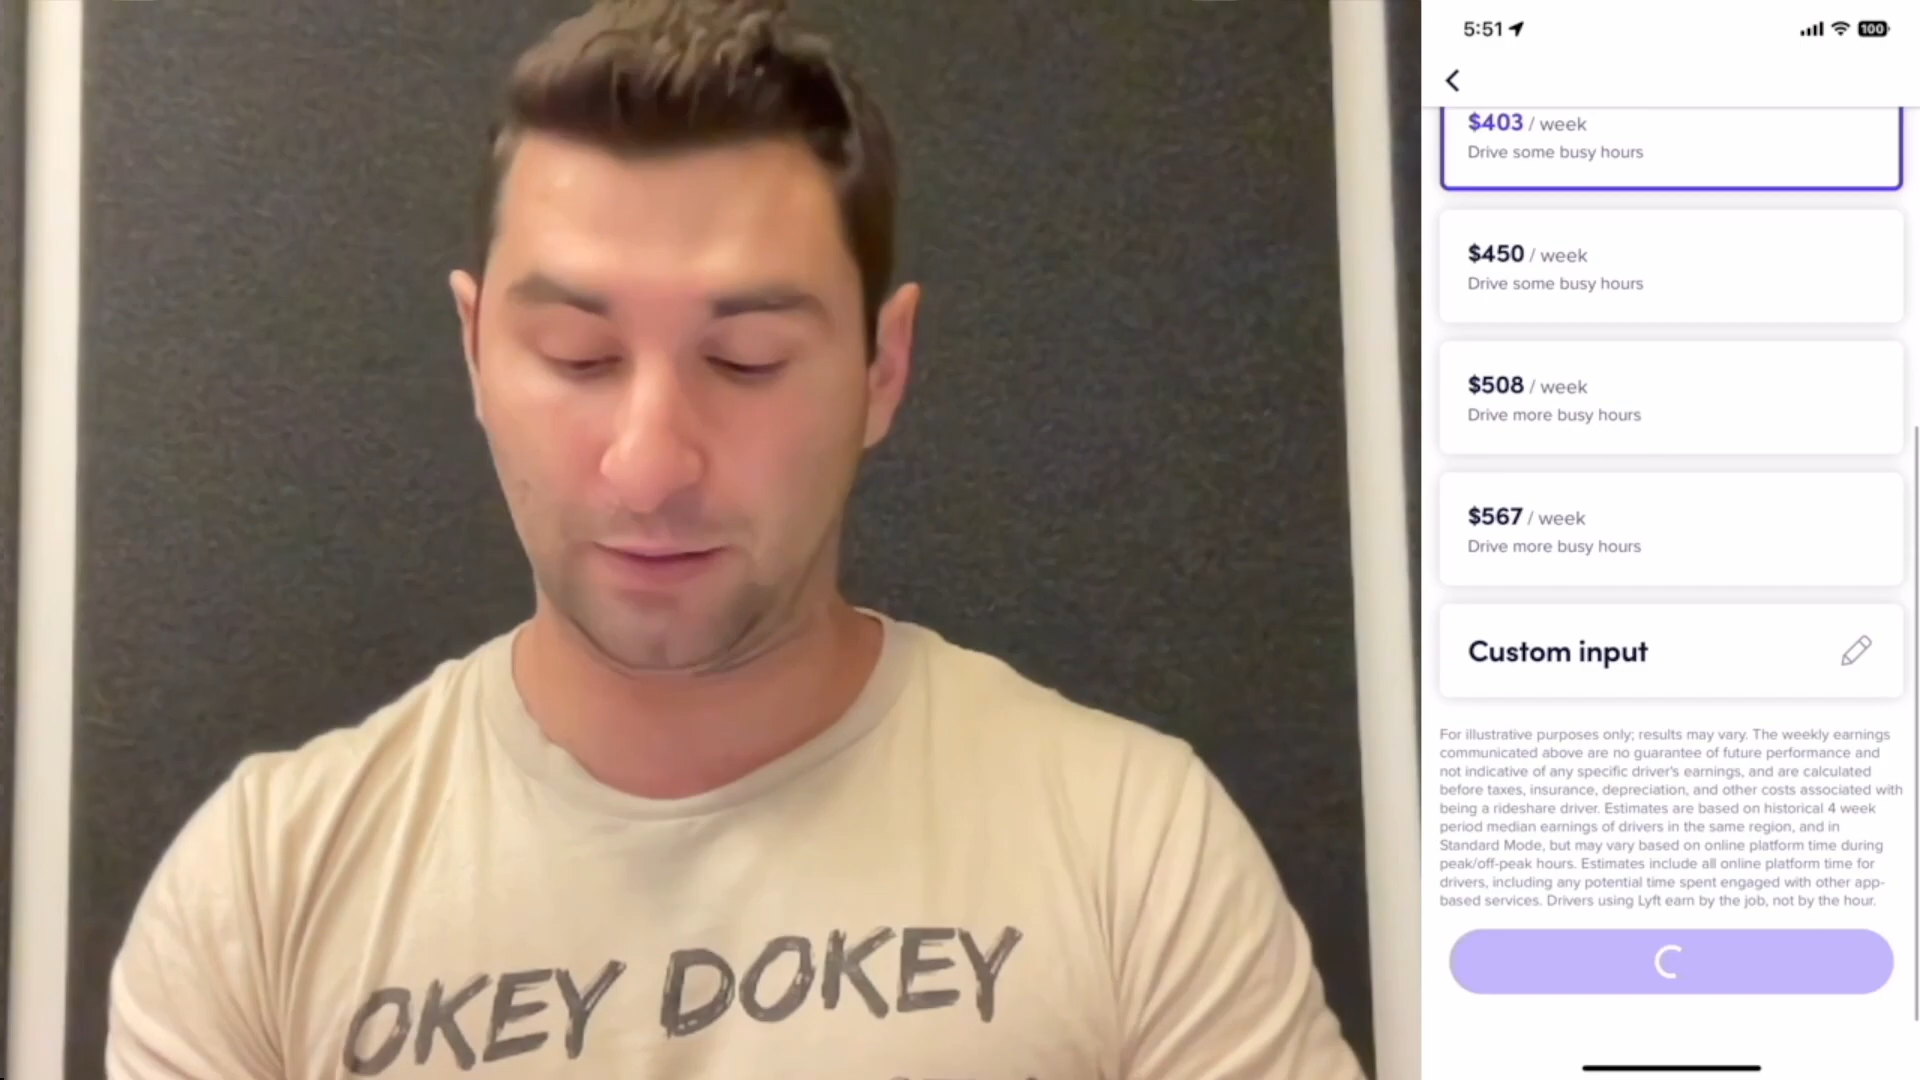 5:51
100
$403 / week
Drive some busy hours
$450 / week
Drive some busy hours
$508 / week
Drive more busy hours
$567 / week
Drive more busy hours
Custom input
For illustrative purposes only; results may vary. The weekly earnings
communicated above are no guarantee of future performance and
not indicative of any specific driver's earnings, and are calculated
before taxes, insurance, depreciation, and other costs associated with
being a rideshare driver. Estimates are based on historical 4 week
period median earnings of drivers in the same region, and in
Standard Mode, but may vary based on online platform time during
peak/off-peak hours. Estimates include all online platform time for
drivers, including any potential time spent engaged with other app-
based services. Drivers using Lyft earn by the job, not by the hour.
OKEY DOKEY